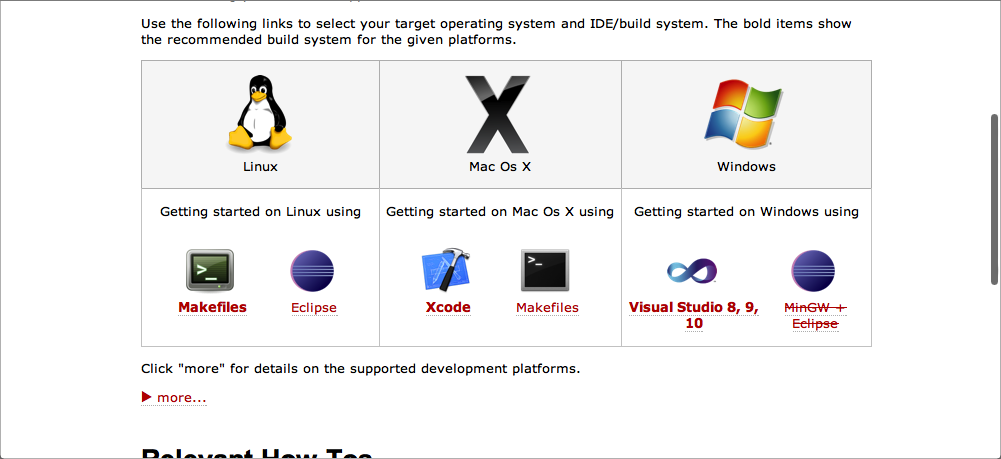 Use the following links to select your target operating system and IDE/build system. The bold items show
the recommended build system for the given platforms.
Linux
Mac Os X
Windows
Getting started on Linux using
Getting started on Mac Os X using
Getting started on Windows using
>_
>_
Makefiles
Eclipse
Xcode
Makefiles
Visual Studio 8, 9,
10
MinGW +
Eclipse
Click "more" for details on the supported development platforms.
more...
Relevant How-Tos